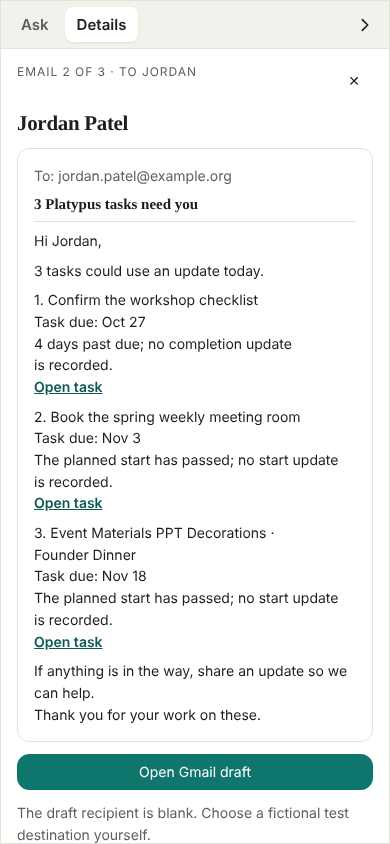 Ask
Details
EMAIL 2 OF 3 · TO JORDAN
Jordan Patel
To: jordan.patel@example.org
3 Platypus tasks need you
Hi Jordan,
3 tasks could use an update today.
1. Confirm the workshop checklist
Task due: Oct 27
4 days past due; no completion update
is recorded.
Open task
2. Book the spring weekly meeting room
Task due: Nov 3
The planned start has passed; no start update
is recorded.
Open task
3. Event Materials PPT Decorations ·
Founder Dinner
Task due: Nov 18
The planned start has passed; no start update
is recorded.
Open task
If anything is in the way, share an update so we
can help.
Thank you for your work on these.
Open Gmail draft
The draft recipient is blank. Choose a fictional test
destination yourself.